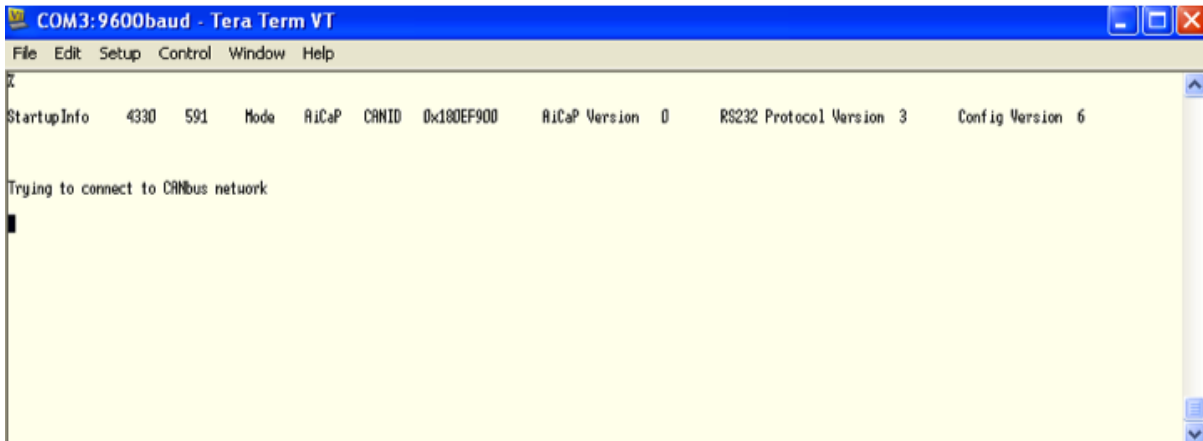 COM3:9600baud - Tera Term VT
File Edit Setup Control Window Help
%
StartupInfo 4330 591 Mode AiCaP CANID 0x180EF900 AiCaP Version 0 RS232 Protocol Version 3 Config Version 6
Trying to connect to CANbus network